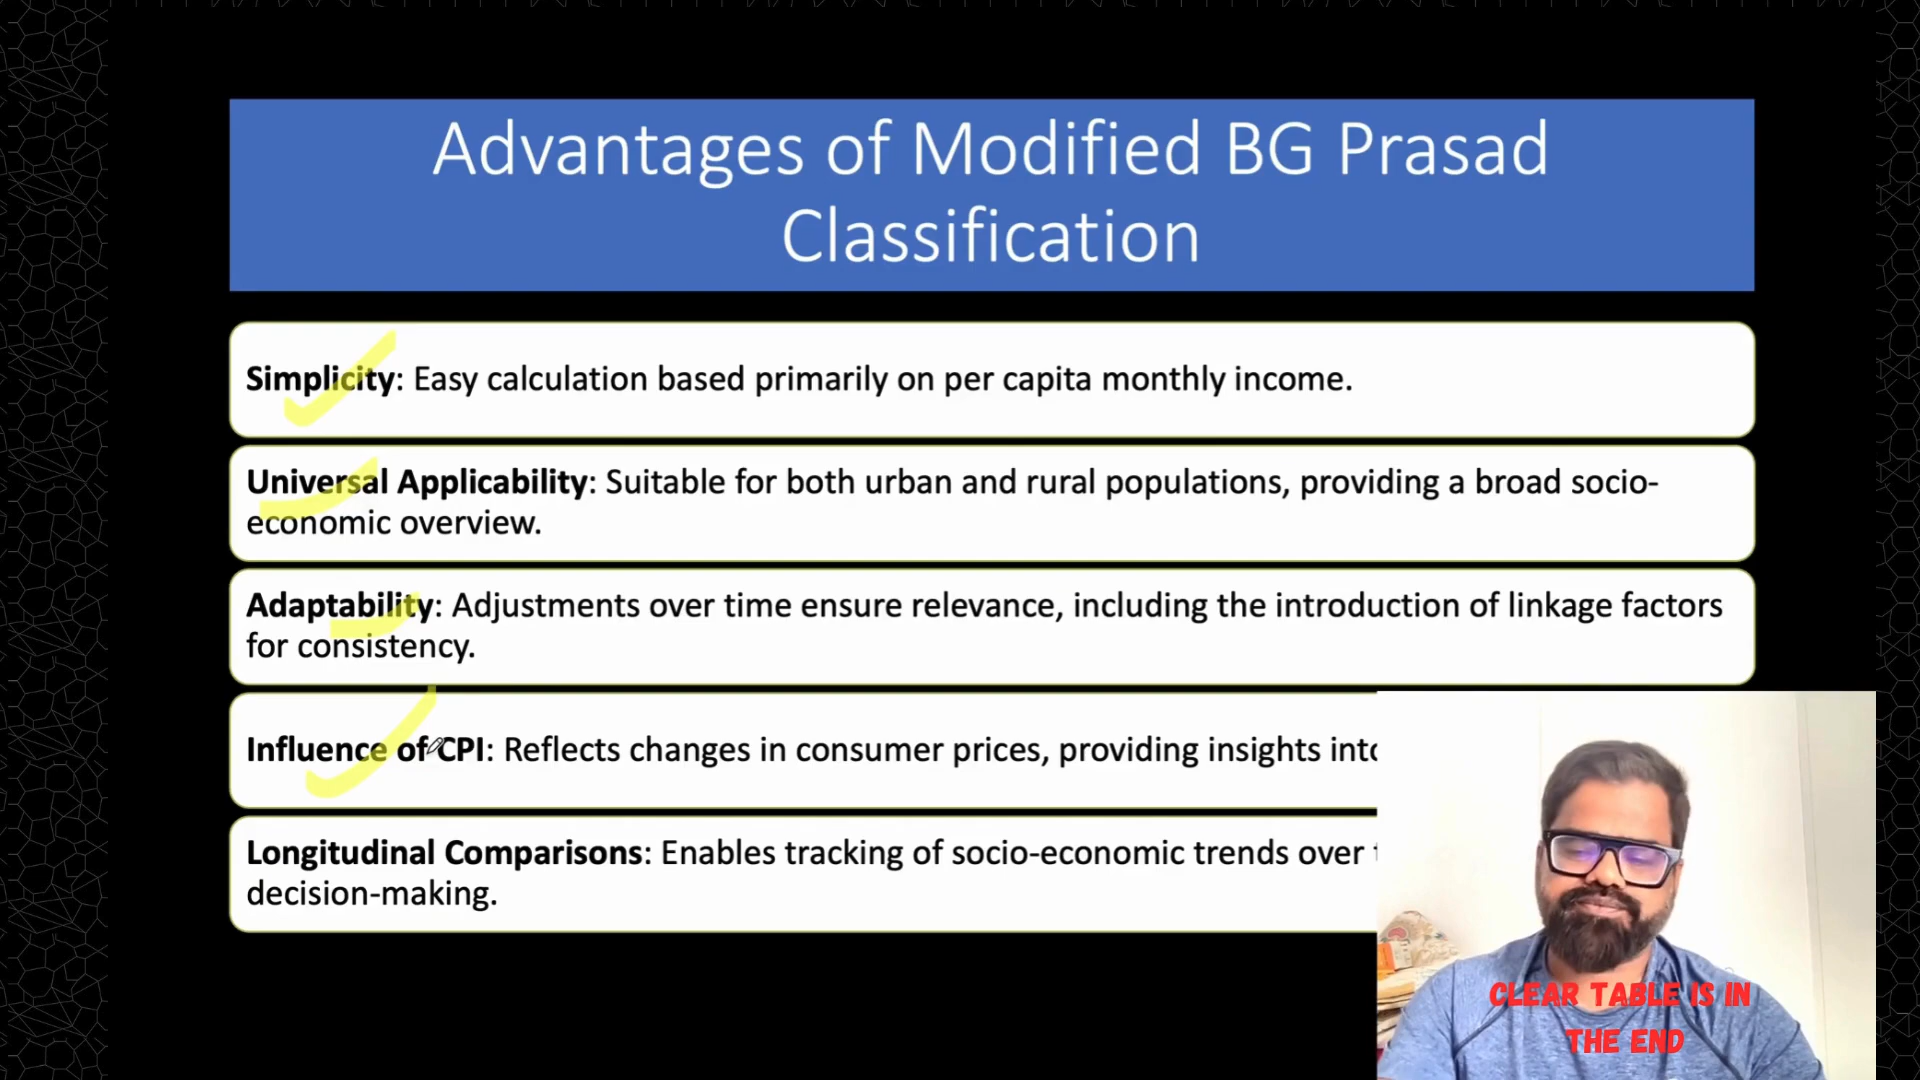 Advantages of Modified BG Prasad
Classification
Simplicity: Easy calculation based primarily on per capita monthly income.
Universal Applicability: Suitable for both urban and rural populations, providing a broad socio-
economic overview.
Adaptability: Adjustments over time ensure relevance, including the introduction of linkage factors
for consistency.
Influence of CPI: Reflects changes in consumer prices, providing insights into
Longitudinal Comparisons: Enables tracking of socio-economic trends over
decision-making.
CLEAR TABLE IS IN
THE END